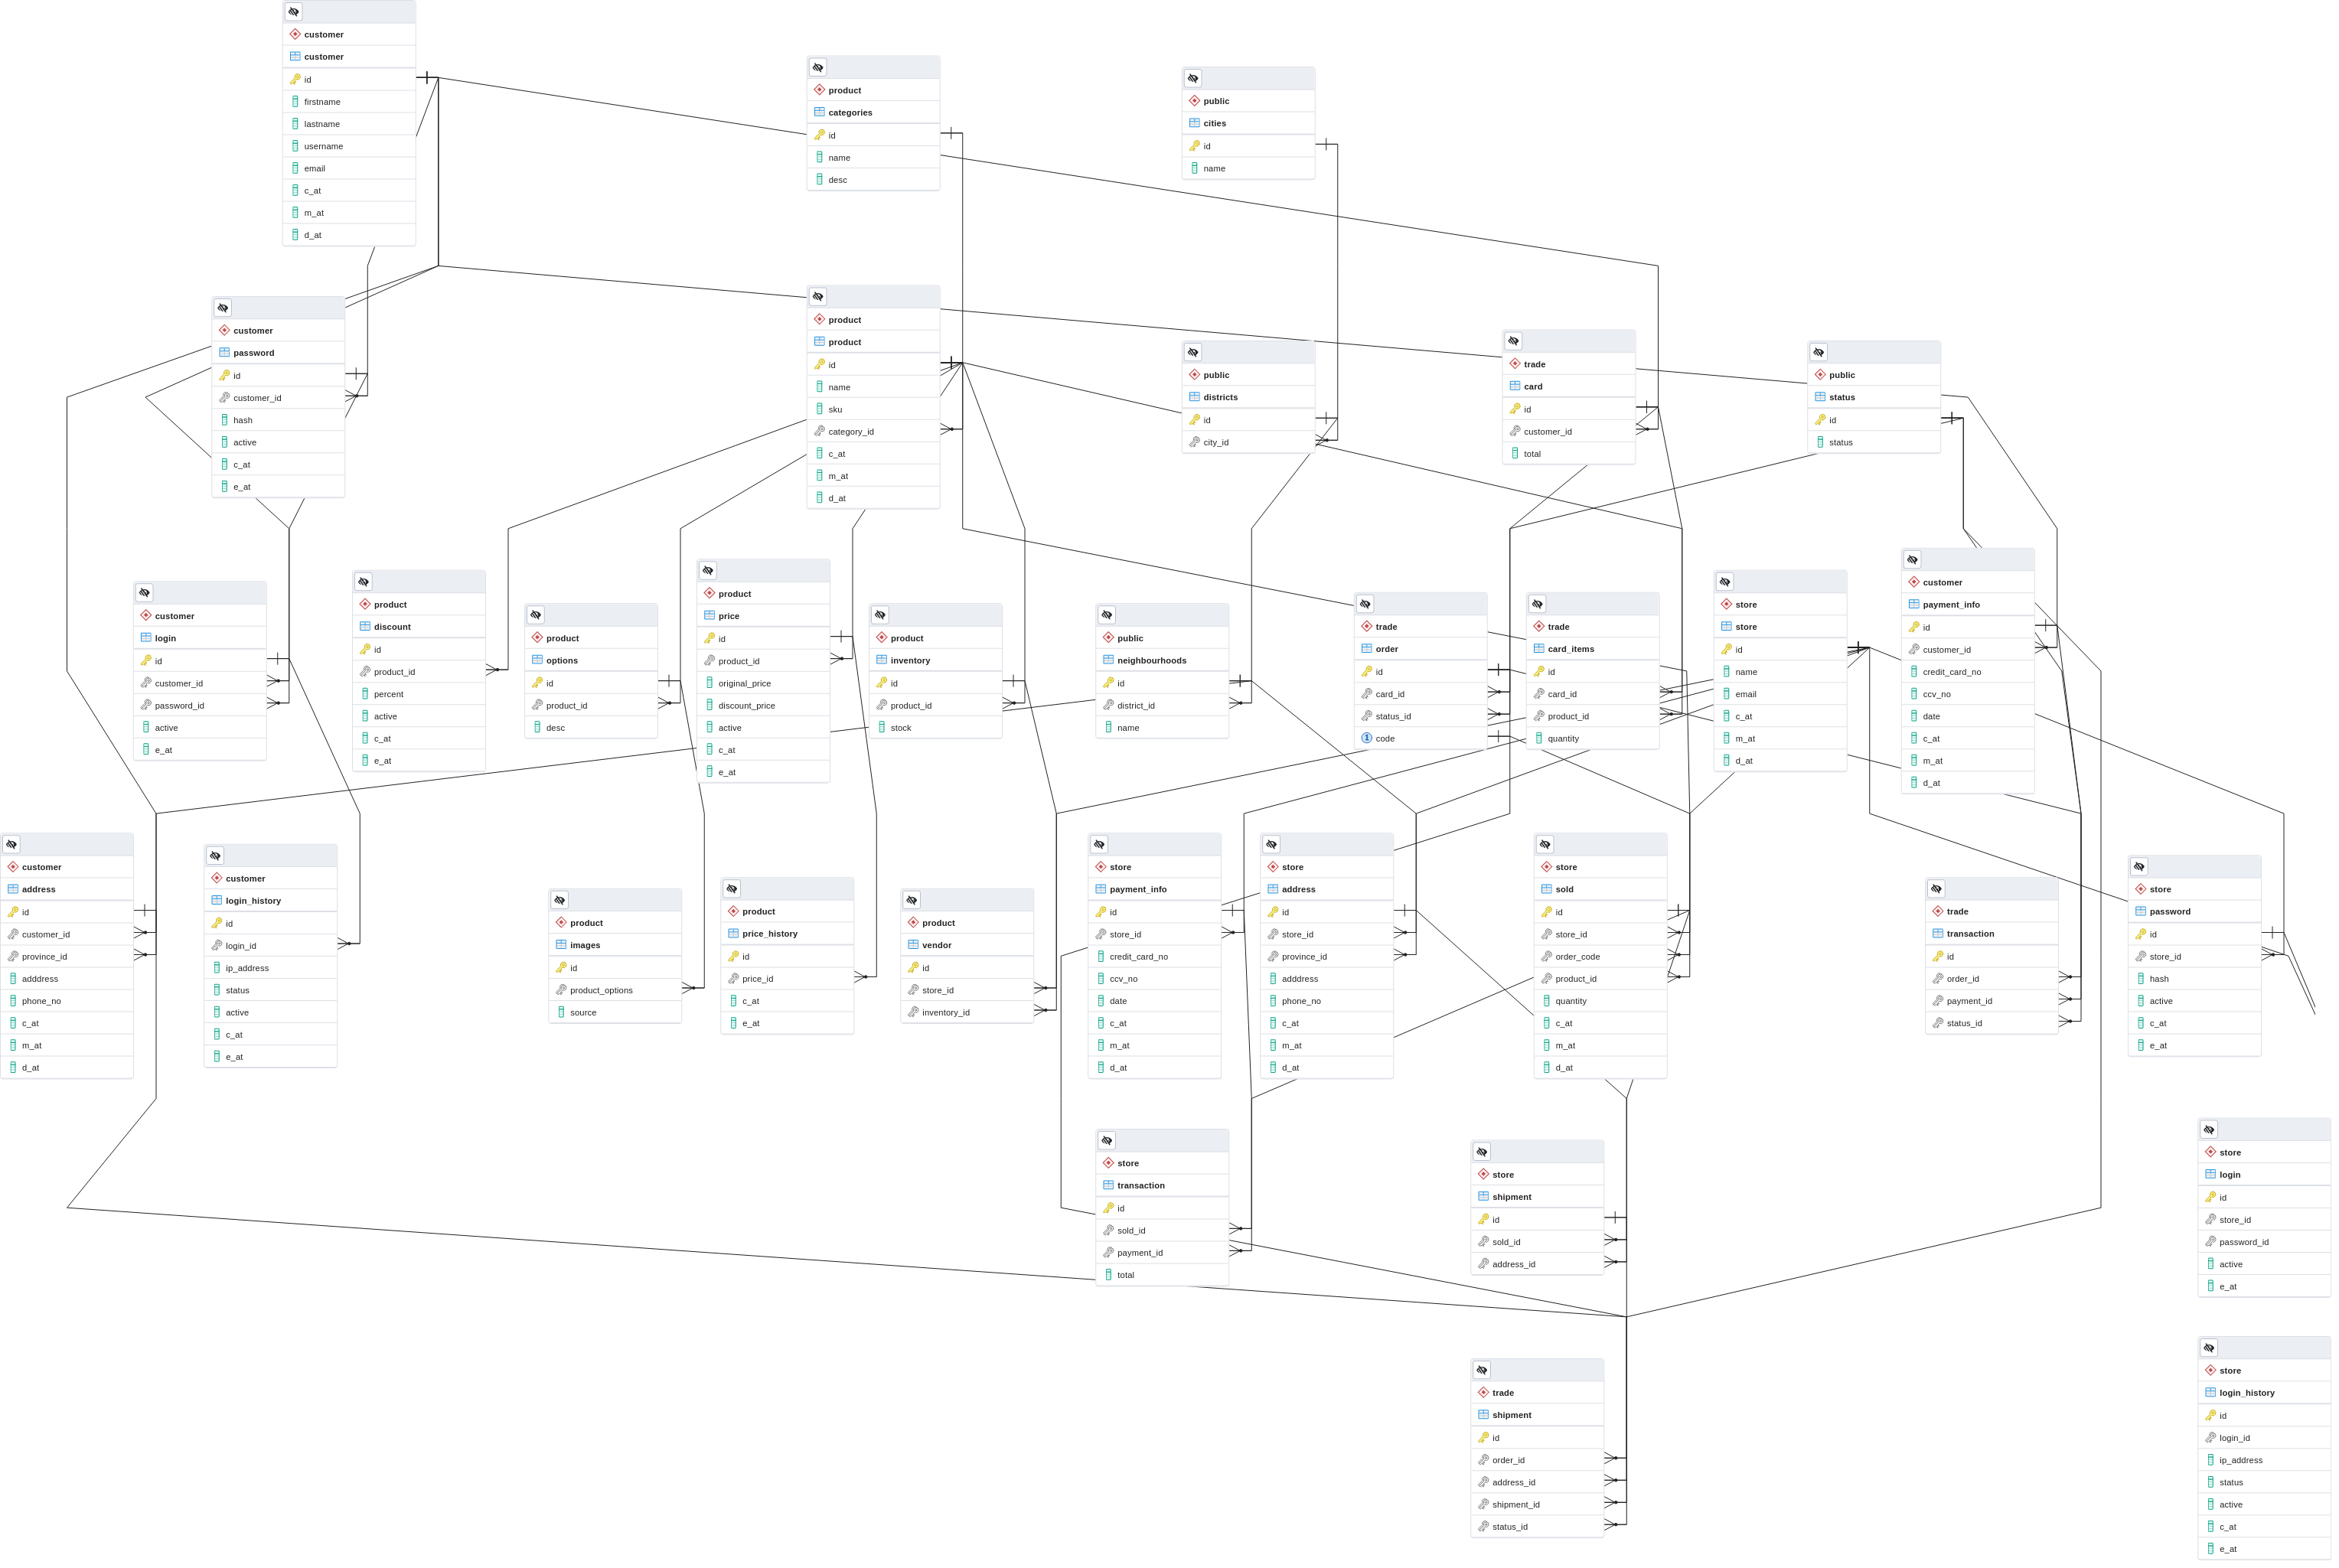 customer
customer
id
firstname
lastname
username
email
c_at
m_at
d_at
product
categories
id
name
desc
public
cities
id
name
customer
password
id
customer_id
hash
active
c_at
e_at
product
product
id
name
sku
category_id
c_at
m_at
d_at
public
districts
id
city_id
trade
card
id
customer_id
total
public
status
id
status
customer
login
id
customer_id
password_id
active
e_at
product
discount
id
product_id
percent
active
c_at
e_at
product
options
id
product_id
desc
product
price
id
product_id
original_price
discount_price
active
c_at
e_at
product
inventory
id
product_id
stock
public
neighbourhoods
id
district_id
name
trade
order
id
card_id
status_id
1 code
trade
card_items
id
card_id
product_id
quantity
store
store
id
name
email
c_at
m_at
d_at
customer
payment_info
id
customer_id
credit_card_no
ccv_no
date
c_at
m_at
d_at
customer
address
id
customer_id
province_id
adddress
phone_no
c_at
m_at
d_at
customer
login_history
id
login_id
ip_address
status
active
c_at
e_at
product
images
id
product_options
source
product
price_history
id
price_id
c_at
e_at
product
vendor
id
store_id
inventory_id
store
payment_info
id
store_id
credit_card_no
ccv_no
date
c_at
m_at
d_at
store
address
id
store_id
province_id
adddress
phone_no
c_at
m_at
d_at
store
sold
id
store_id
order_code
product_id
quantity
c_at
m_at
d_at
trade
transaction
id
order_id
payment_id
status_id
store
password
id
store_id
hash
active
c_at
e_at
store
transaction
id
sold_id
payment_id
total
store
shipment
id
sold_id
address_id
store
login
id
store_id
password_id
active
e_at
trade
shipment
id
order_id
address_id
shipment_id
status_id
store
login_history
id
login_id
ip_address
status
active
c_at
e_at